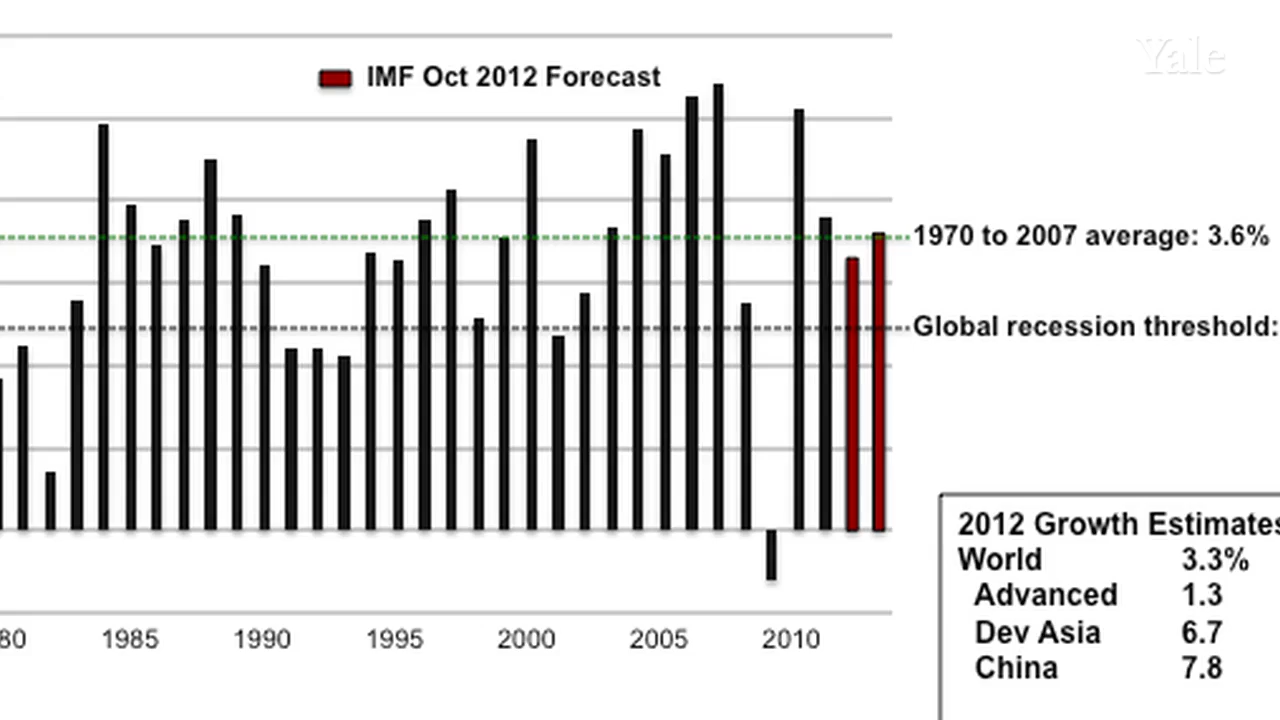 Yale
IMF Oct 2012 Forecast
1970 to 2007 average: 3.6%
Global recession threshold:
2012 Growth Estimates
World 3.3%
Advanced 1.3
Dev Asia 6.7
China 7.8
80 1985 1990 1995 2000 2005 2010